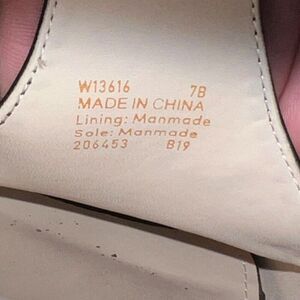 W13616 7B
MADE IN CHINA
Lining: Manmade
Sole: Manmade
206453 B19